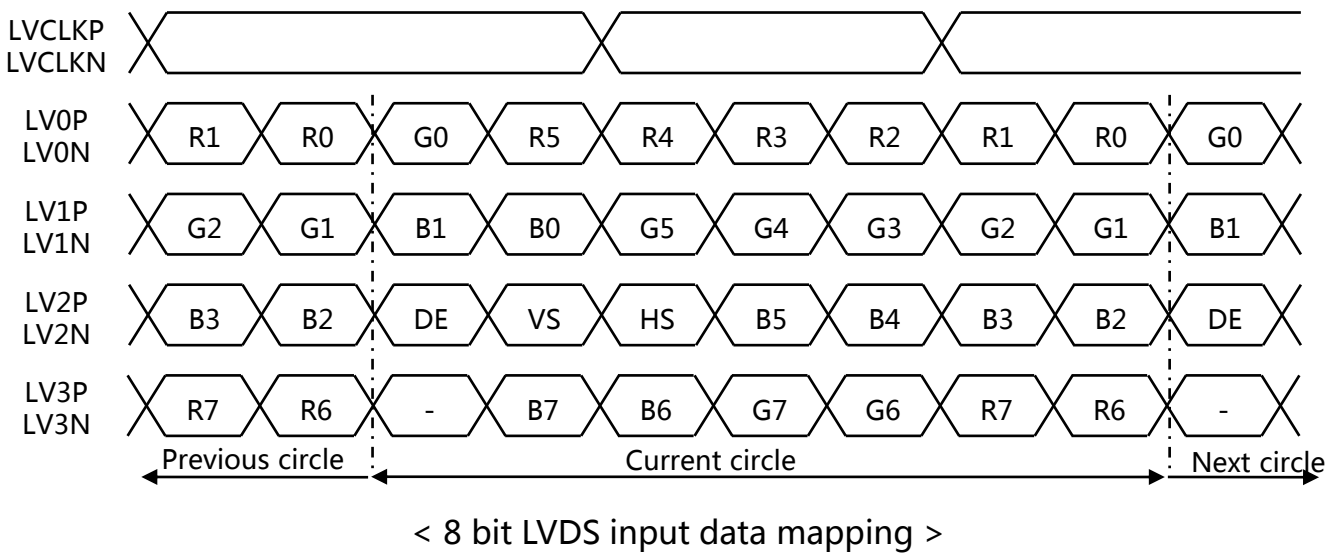 LVCLKP
LVCLKN
LV0P
LV0N
R1 R0 G0 R5 R4 R3 R2 R1 R0 G0
LV1P
LV1N
G2 G1 B1 B0 G5 G4 G3 G2 G1 B1
LV2P
LV2N
B3 B2 DE VS HS B5 B4 B3 B2 DE
LV3P
LV3N
R7 R6 - B7 B6 G7 G6 R7 R6 -
Previous circle Current circle Next circle
< 8 bit LVDS input data mapping >